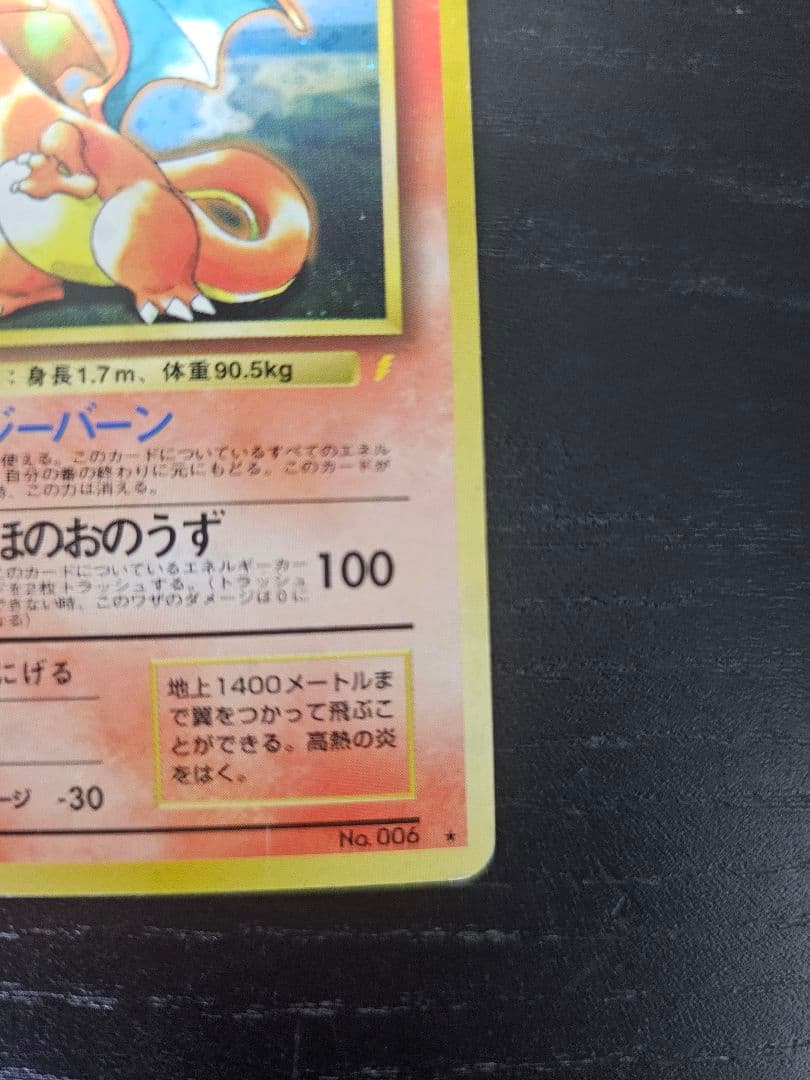 ：身長1.7m、体重90.5kg
ジーバーン
使える。このカードについているすべてのエネル
自分の番の終わりに元にもどる。このカードが
時、この力は消える。
ほのおのうず
このカードについているエネルギーカー
ドを2枚トラッシュする。（トラッシュ
できない時、このワザのダメージは0に
なる）
100
にげる
地上1400メートルま
で翼をつかって飛ぶこ
とができる。高熱の炎
をはく。
ージ -30
No.006 ★